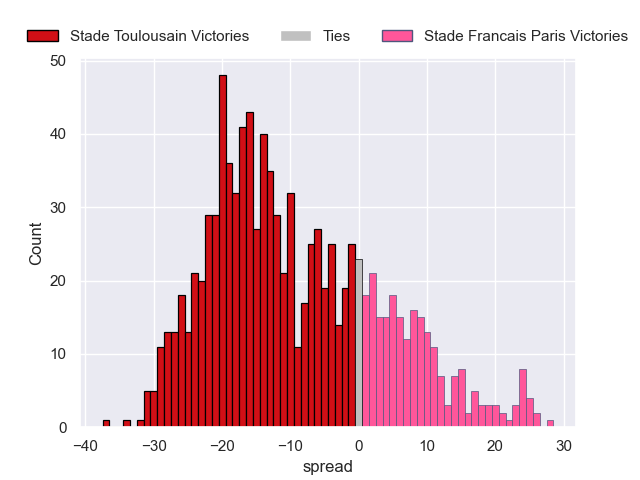 Stade Toulousain Victories Ties Stade Francais Paris Victories
50
40
30
20
10
0
Count
−40 −30 −20 −10 0 10 20 30
spread